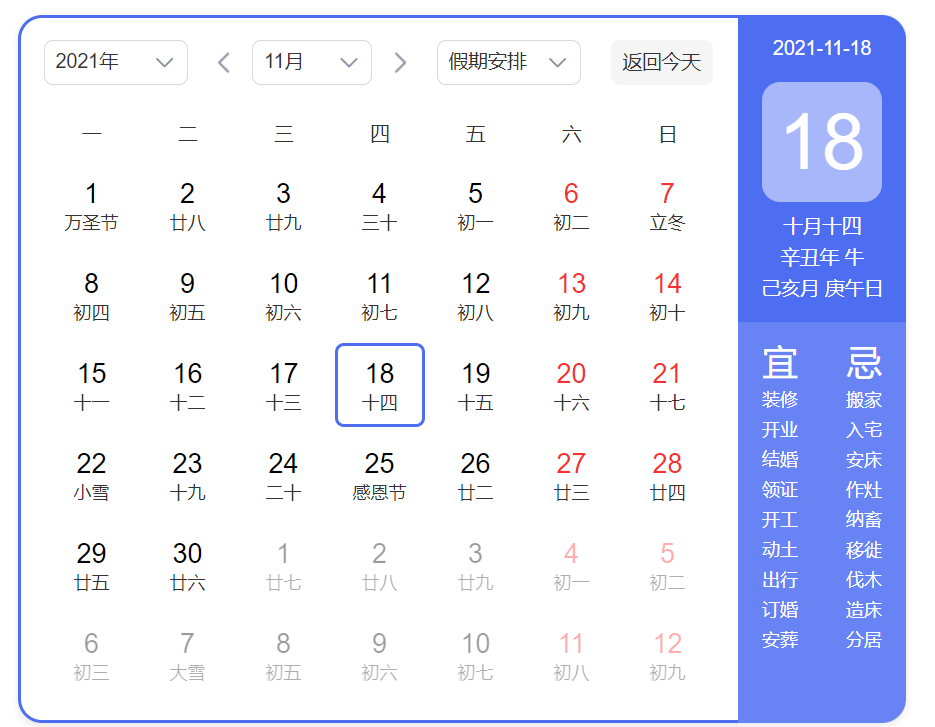 2021年 11月 假期安排 返回今天
一 二 三 四 五 六 日
1 2 3 4 5 6 7
万圣节 廿八 廿九 三十 初一 初二 立冬
8 9 10 11 12 13 14
初四 初五 初六 初七 初八 初九 初十
15 16 17 18 19 20 21
十一 十二 十三 十四 十五 十六 十七
22 23 24 25 26 27 28
小雪 十九 二十 感恩节 廿二 廿三 廿四
29 30 1 2 3 4 5
廿五 廿六 廿七 廿八 廿九 初一 初二
6 7 8 9 10 11 12
初三 大雪 初五 初六 初七 初八 初九
2021-11-18
18
十月十四
辛丑年 牛
己亥月 庚午日
宜 忌
装修 搬家
开业 入宅
结婚 安床
领证 作灶
开工 纳畜
动土 移徙
出行 伐木
订婚 造床
安葬 分居